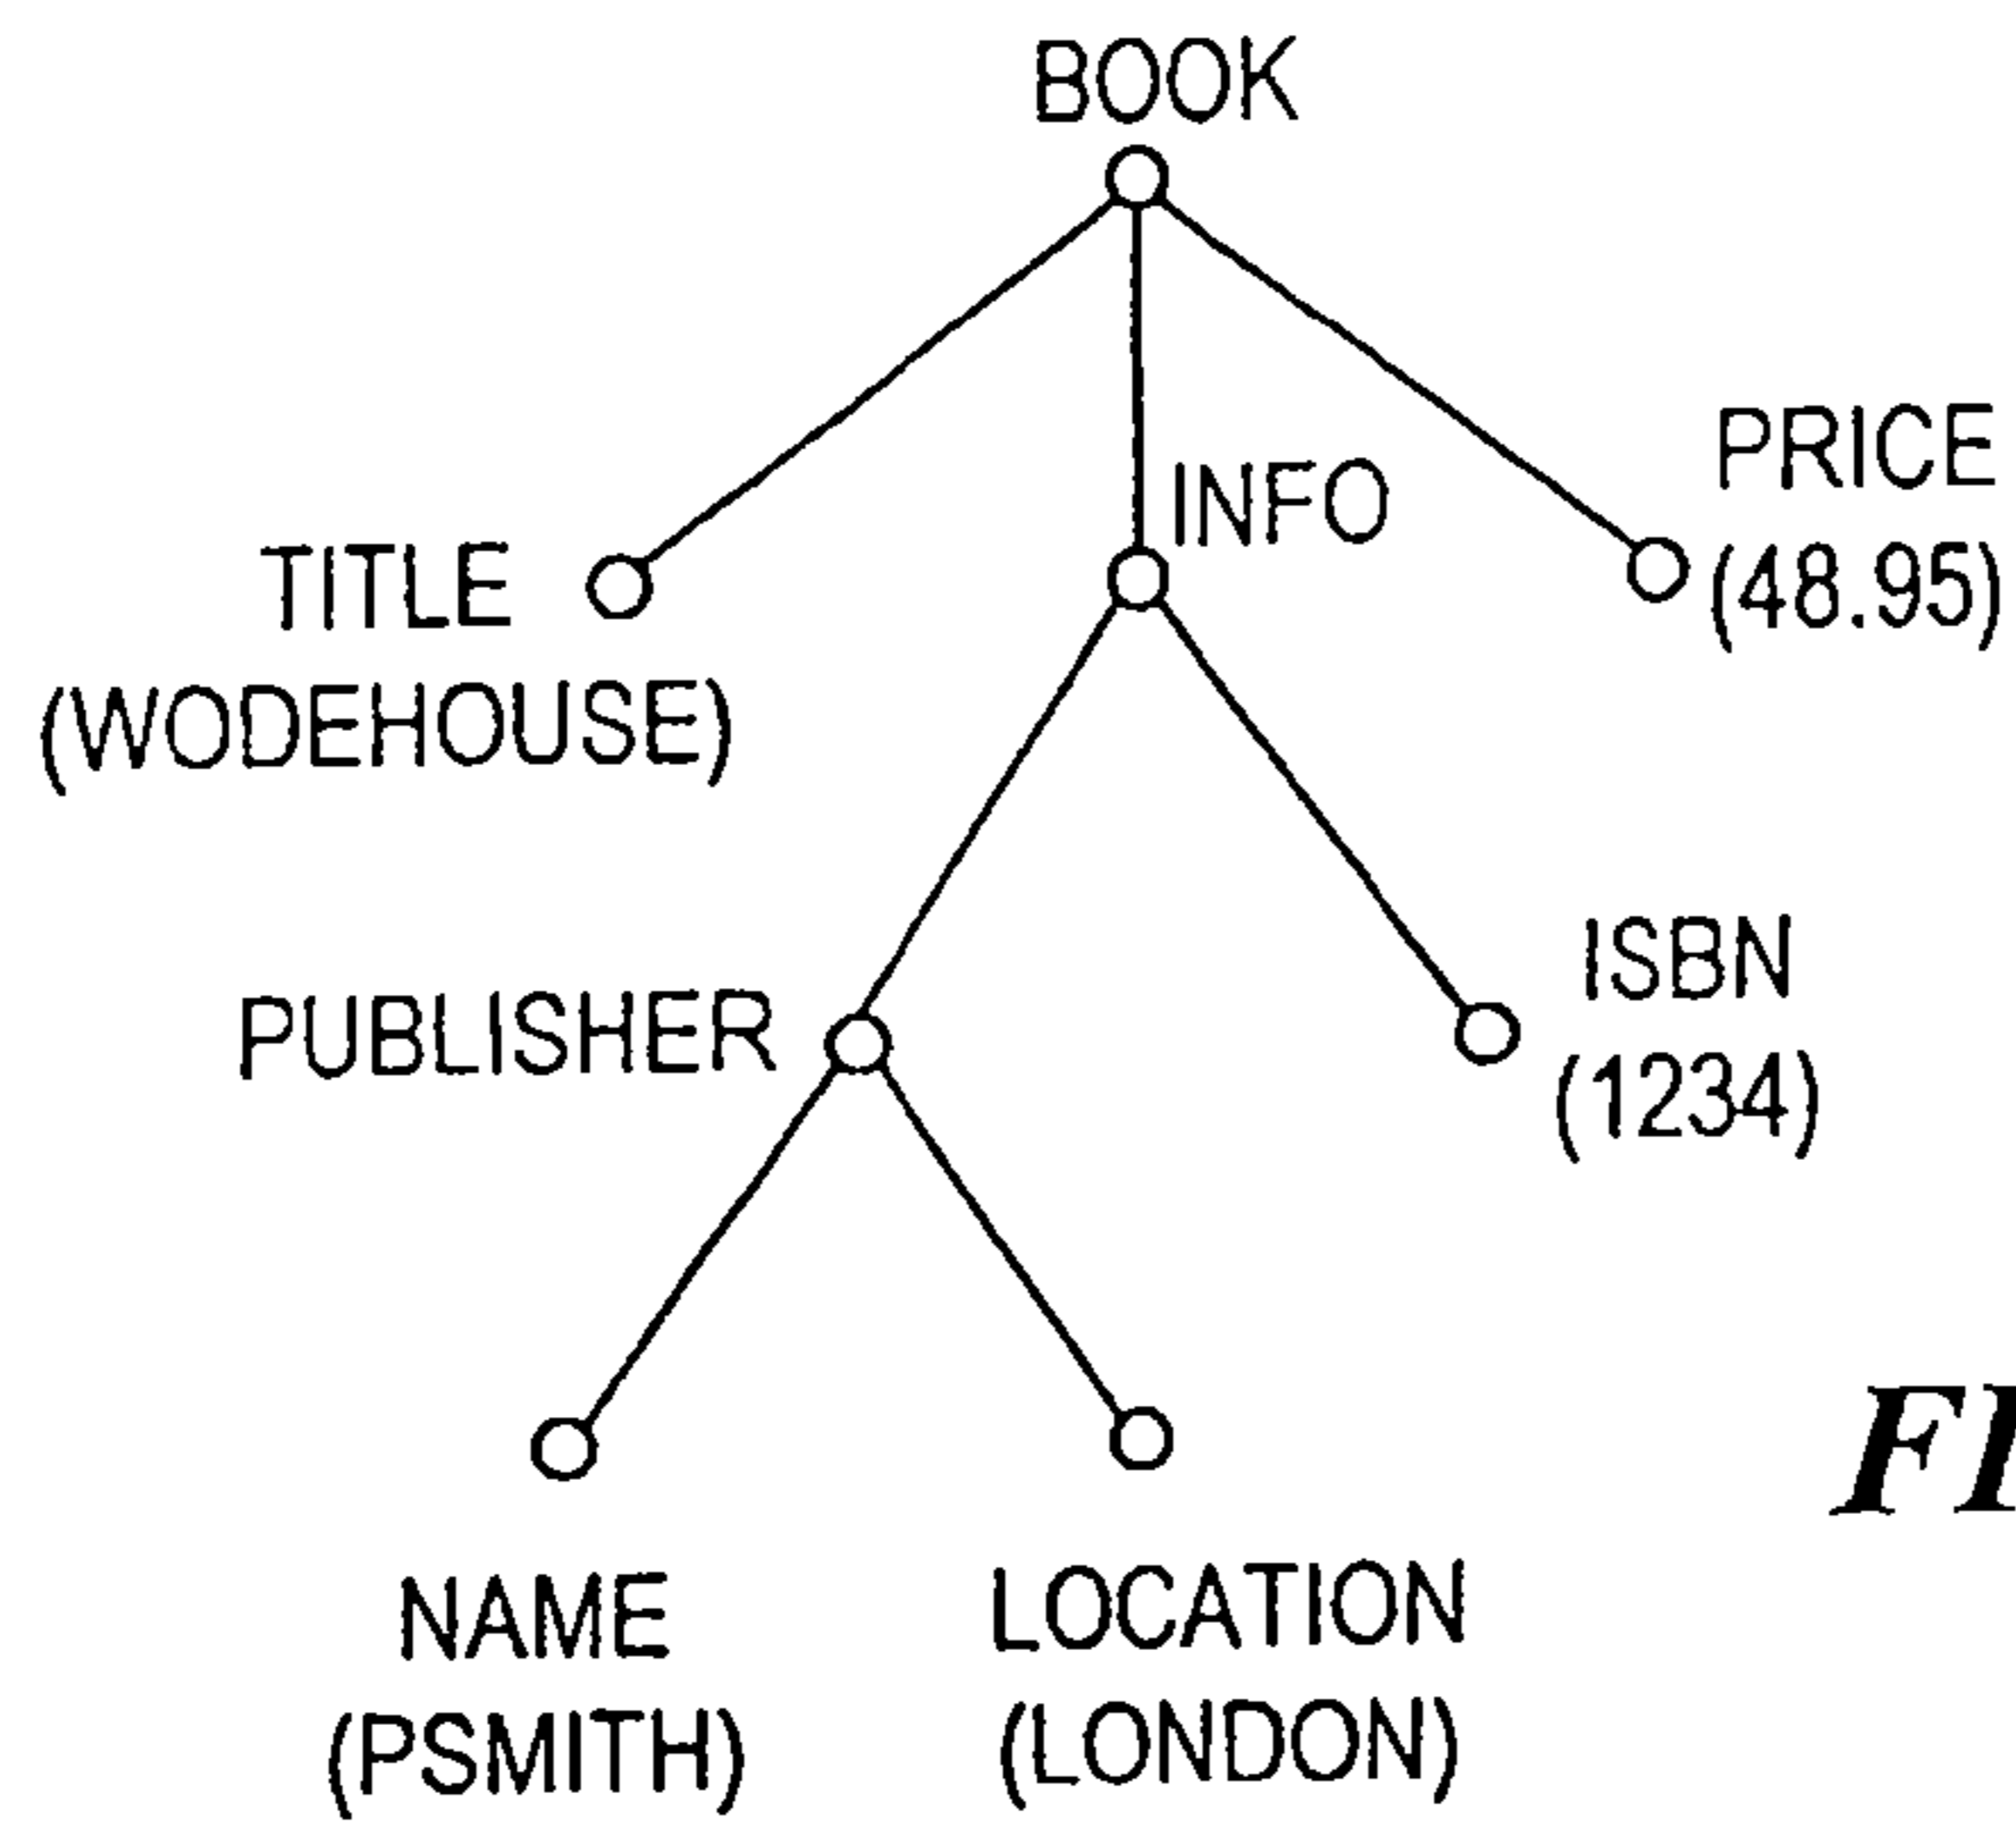 BOOK
INFO
PRICE
(48.95)
TITLE
(WODEHOUSE)
PUBLISHER
ISBN
(1234)
NAME
(PSMITH)
LOCATION
(LONDON)